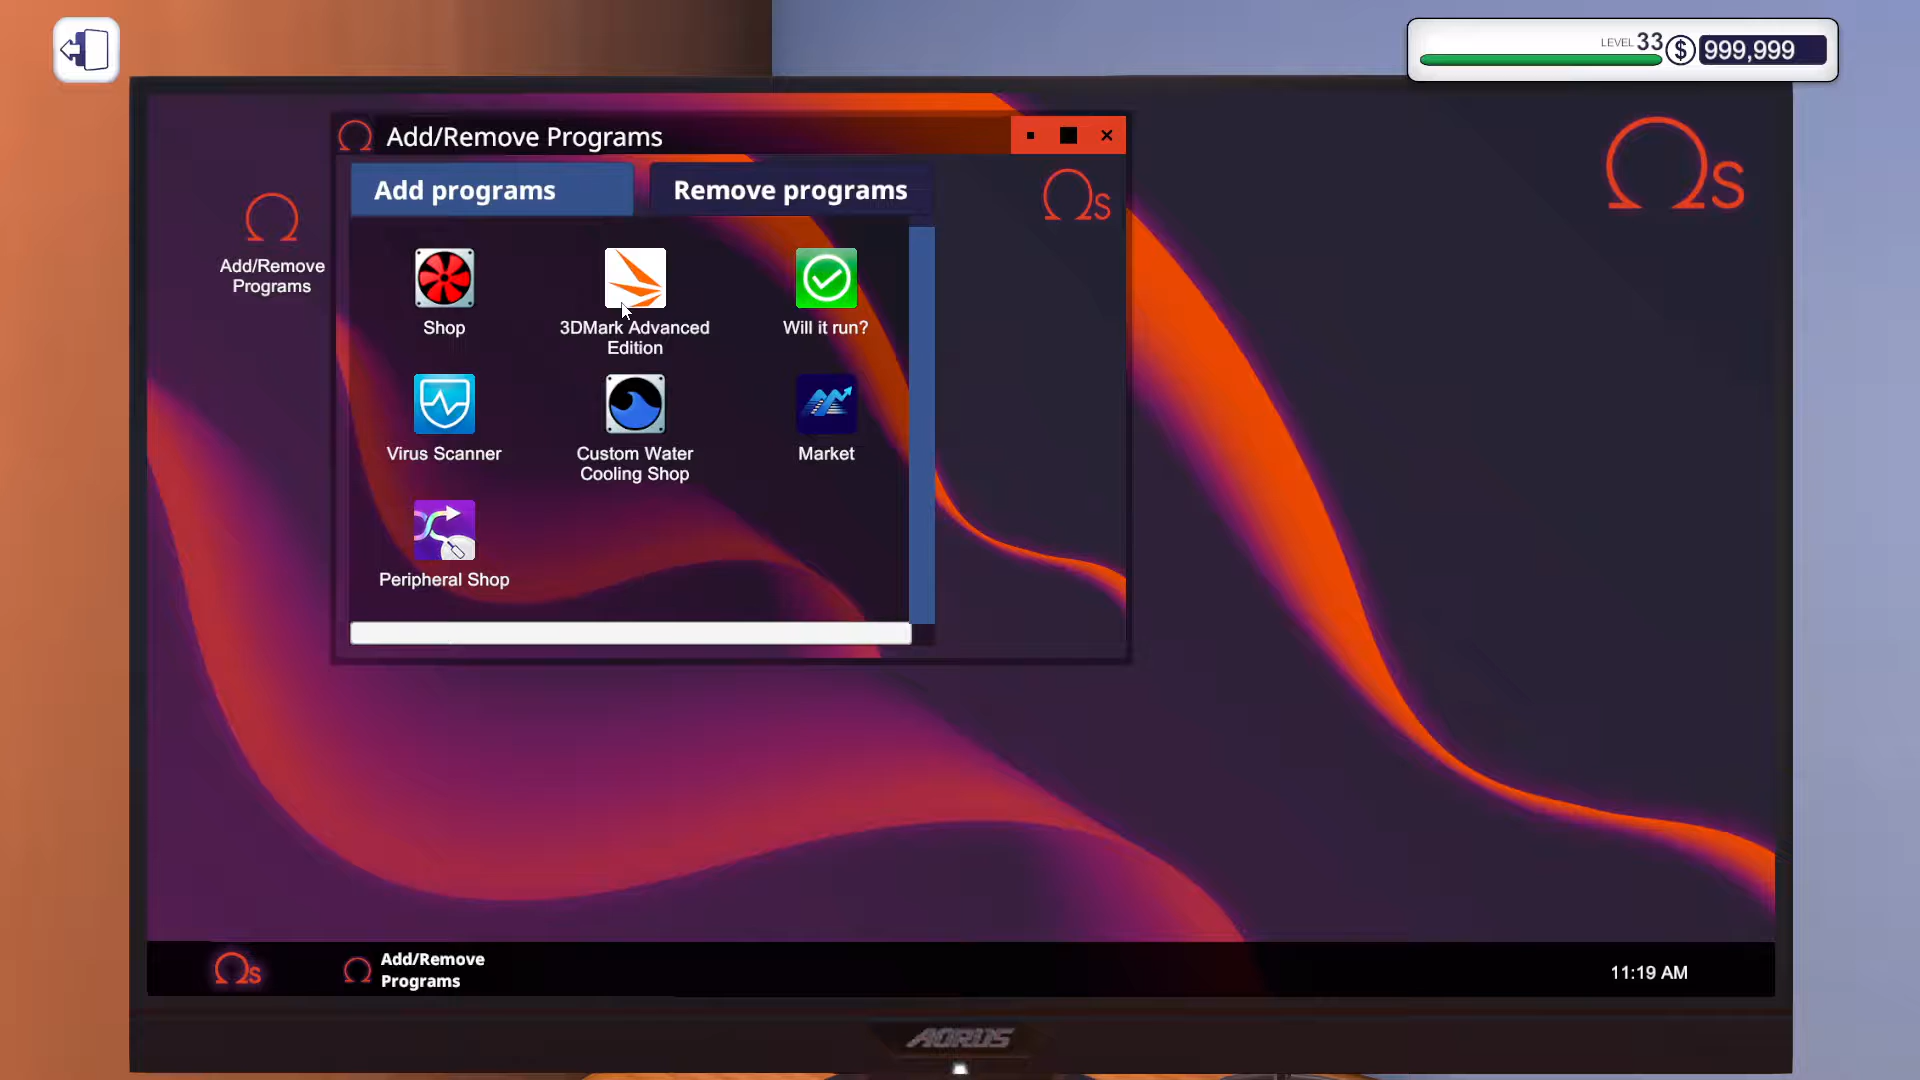 LEVEL 33 $ 999,999
Add/Remove Programs
Add programs
Remove programs
Ωs
Ωs
Add/Remove
Programs
Shop
3DMark Advanced
Edition
Will it run?
Virus Scanner
Custom Water
Cooling Shop
Market
Peripheral Shop
Ωs
Add/Remove
Programs
11:19 AM
AORUS